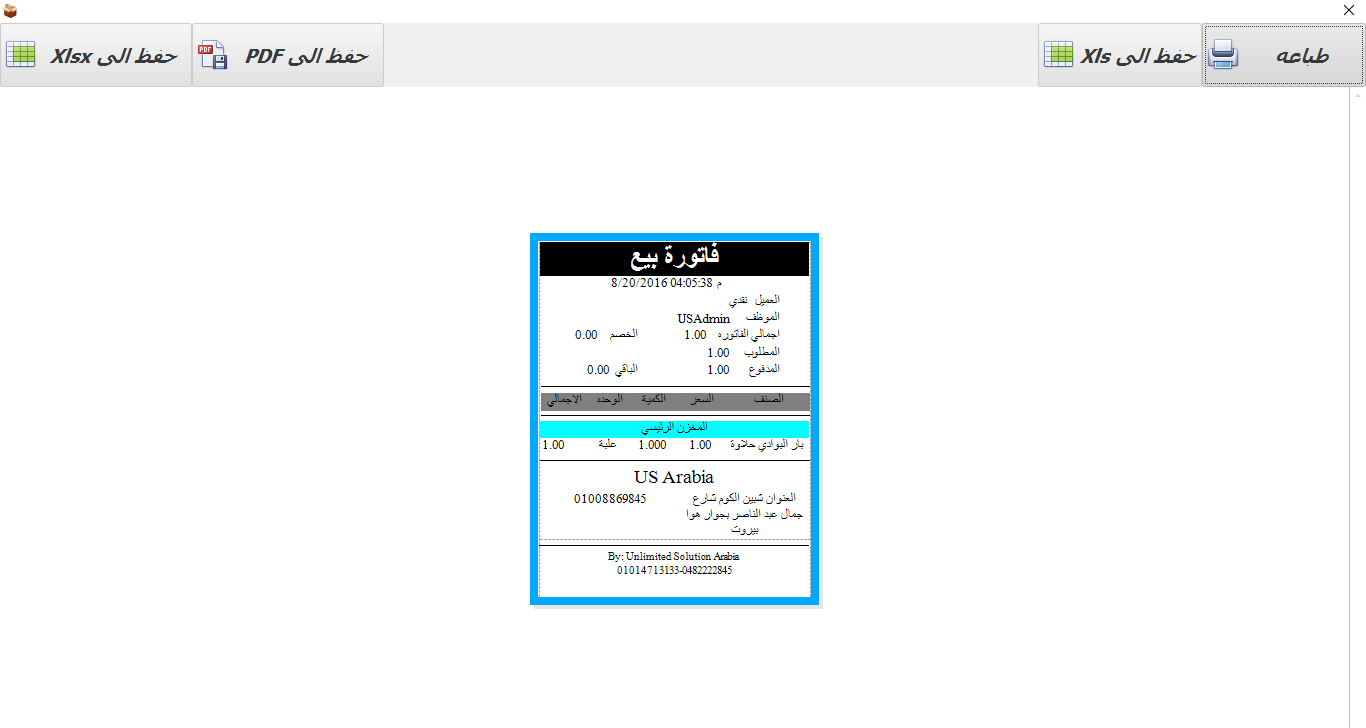 طباعه
حفظ الى Xls
حفظ الى PDF
حفظ الى Xlsx
فاتورة بيع
8/20/2016 04:05:38 م
العميل نقدي
الموظف USAdmin
اجمالي الفاتوره 1.00 الخصم 0.00
المطلوب 1.00
المدفوع 1.00 الباقي 0.00
الصنف السعر الكمية الوحده الاجمالي
المخزن الرئيسي
بار البوادي حلاوة 1.00 1.000 علبة 1.00
US Arabia
العنوان شبين الكوم شارع 01008869845
جمال عبد الناصر بجوار هوا
بيروت
By: Unlimited Solution Arabia
01014713133-0482222845